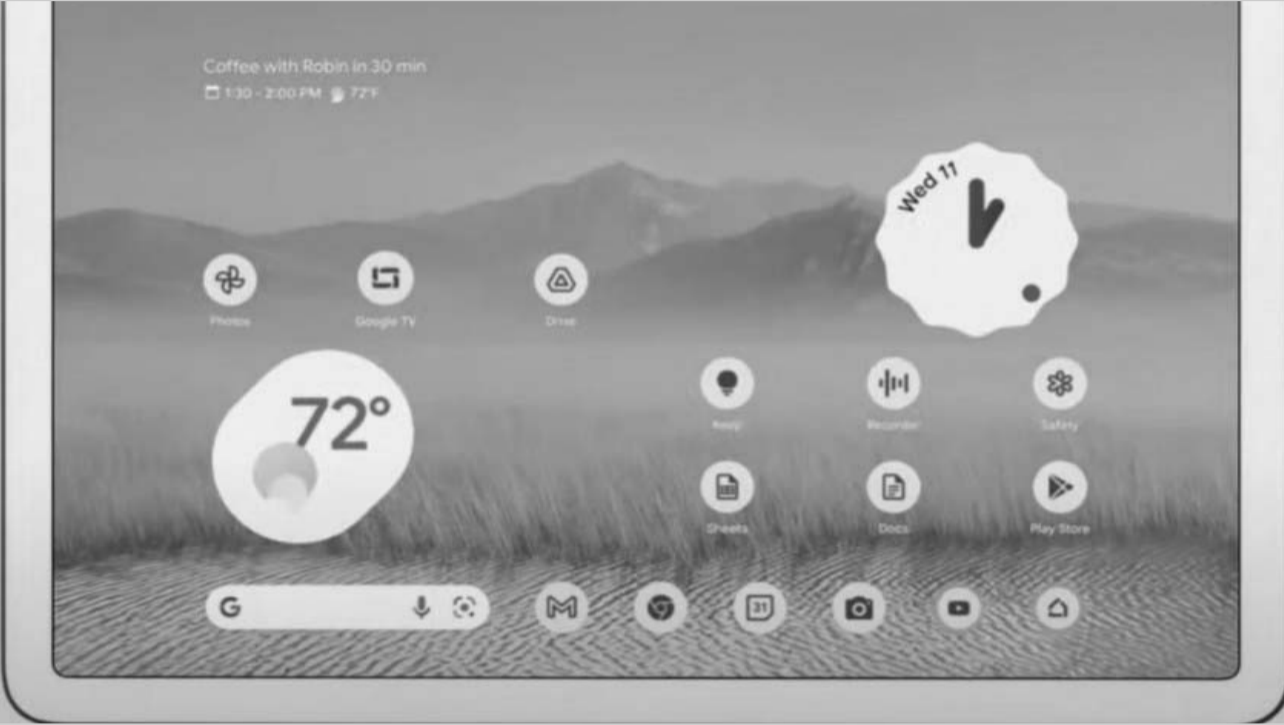 Coffee with Robin in 30 min
1:30 - 2:00 PM 72°F
Wed 11
Photos
Google TV
Drive
72°
Keep
Recorder
Safety
Sheets
Docs
Play Store
G
31